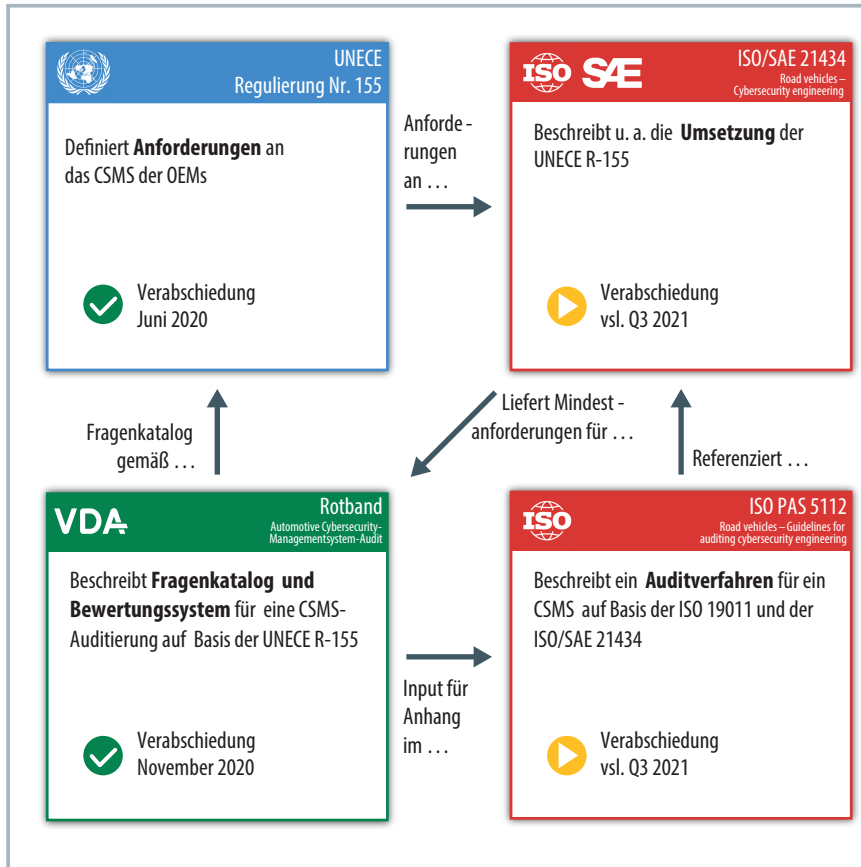 UNECE
Regulierung Nr. 155
Definiert Anforderungen an
das CSMS der OEMs
Verabschiedung
Juni 2020
Anforde -
rungen
an …
ISO SAE
ISO/SAE 21434
Road vehicles –
Cybersecurity engineering
Beschreibt u. a. die Umsetzung der
UNECE R-155
Verabschiedung
vsl. Q3 2021
Fragenkatalog
gemäß …
Liefert Mindest -
anforderungen für …
Referenziert …
VDA
Rotband
Automotive Cybersecurity-
Managementsystem-Audit
Beschreibt Fragenkatalog und
Bewertungssystem für eine CSMS-
Auditierung auf Basis der UNECE R-155
Verabschiedung
November 2020
Input für
Anhang
im …
ISO
ISO PAS 5112
Road vehicles – Guidelines for
auditing cybersecurity engineering
Beschreibt ein Auditverfahren für ein
CSMS auf Basis der ISO 19011 und der
ISO/SAE 21434
Verabschiedung
vsl. Q3 2021